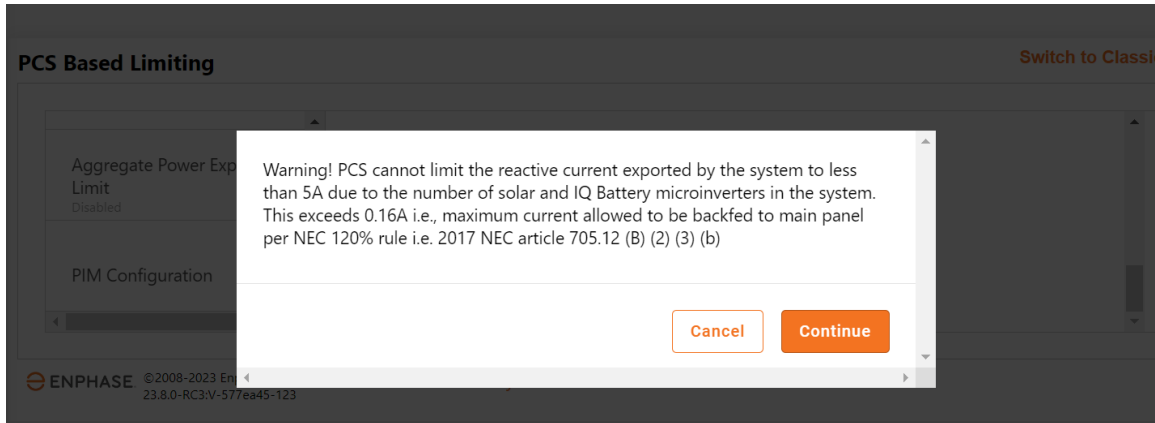 PCS Based Limiting
Switch to Classi
Aggregate Power Exp
Limit
Disabled
Warning! PCS cannot limit the reactive current exported by the system to less
than 5A due to the number of solar and IQ Battery microinverters in the system.
This exceeds 0.16A i.e., maximum current allowed to be backfed to main panel
per NEC 120% rule i.e. 2017 NEC article 705.12 (B) (2) (3) (b)
PIM Configuration
Cancel Continue
ENPHASE. ©2008-2023 En
23.8.0-RC3:V-577ea45-123